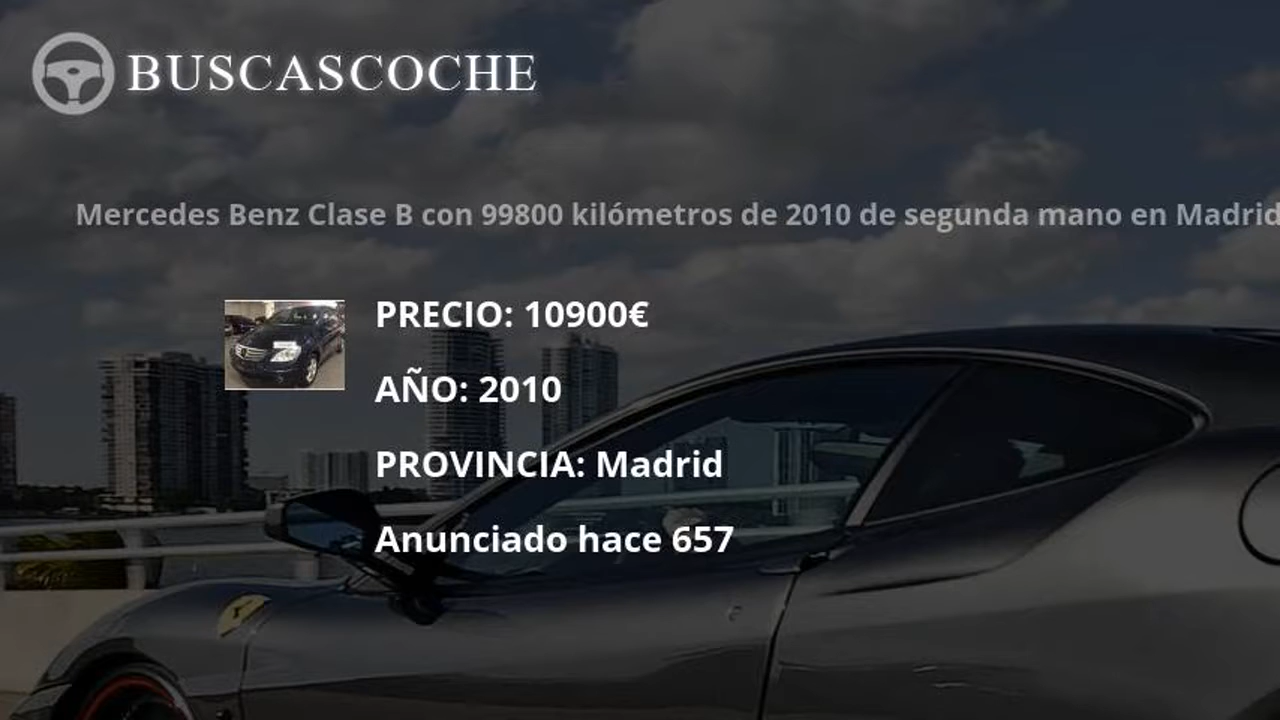 BUSCASCOCHE
Mercedes Benz Clase B con 99800 kilómetros de 2010 de segunda mano en Madrid
PRECIO: 10900€
AÑO: 2010
PROVINCIA: Madrid
Anunciado hace 657